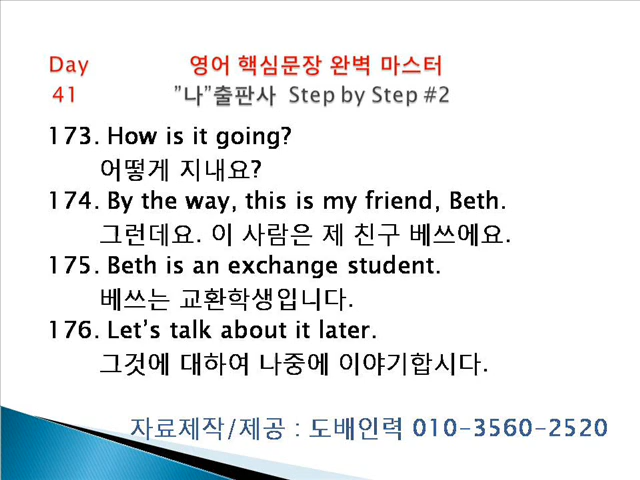 Day 영어 핵심문장 완벽 마스터
41 ”나”출판사 Step by Step #2
173. How is it going?
어떻게 지내요?
174. By the way, this is my friend, Beth.
그런데요. 이 사람은 제 친구 베쓰에요.
175. Beth is an exchange student.
베쓰는 교환학생입니다.
176. Let’s talk about it later.
그것에 대하여 나중에 이야기합시다.
자료제작/제공 : 도배인력 010-3560-2520